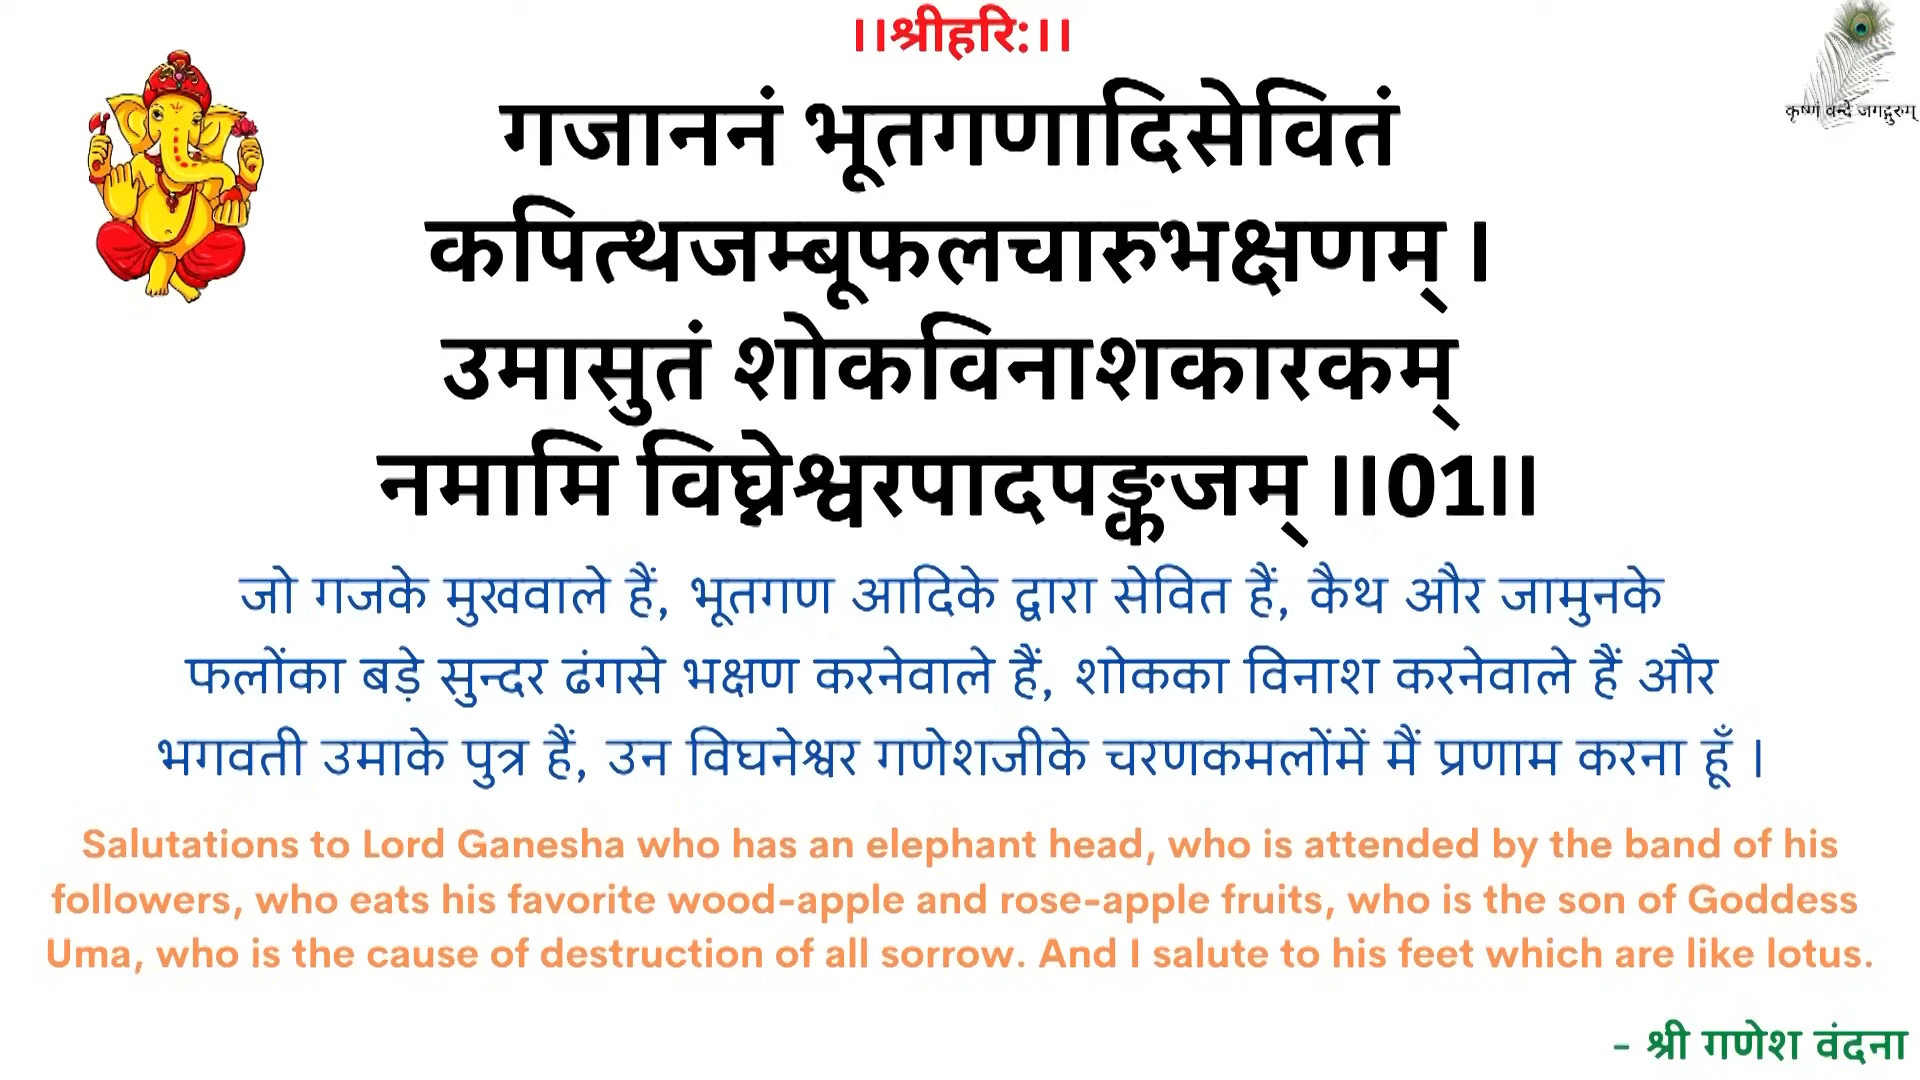 ।।श्रीहरि:।।
कृष्णं वन्दे जगद्गुरुम्
गजाननं भूतगणादिसेवितं
कपित्थजम्बूफलचारुभक्षणम् ।
उमासुतं शोकविनाशकारकम्
नमामि विघ्नेश्वरपादपङ्कजम् ।।01।।
जो गजके मुखवाले हैं, भूतगण आदिके द्वारा सेवित हैं, कैथ और जामुनके
फलोंका बड़े सुन्दर ढंगसे भक्षण करनेवाले हैं, शोकका विनाश करनेवाले हैं और
भगवती उमाके पुत्र हैं, उन विघनेश्वर गणेशजीके चरणकमलोंमें मैं प्रणाम करना हूँ ।
Salutations to Lord Ganesha who has an elephant head, who is attended by the band of his
followers, who eats his favorite wood-apple and rose-apple fruits, who is the son of Goddess
Uma, who is the cause of destruction of all sorrow. And I salute to his feet which are like lotus.
- श्री गणेश वंदना